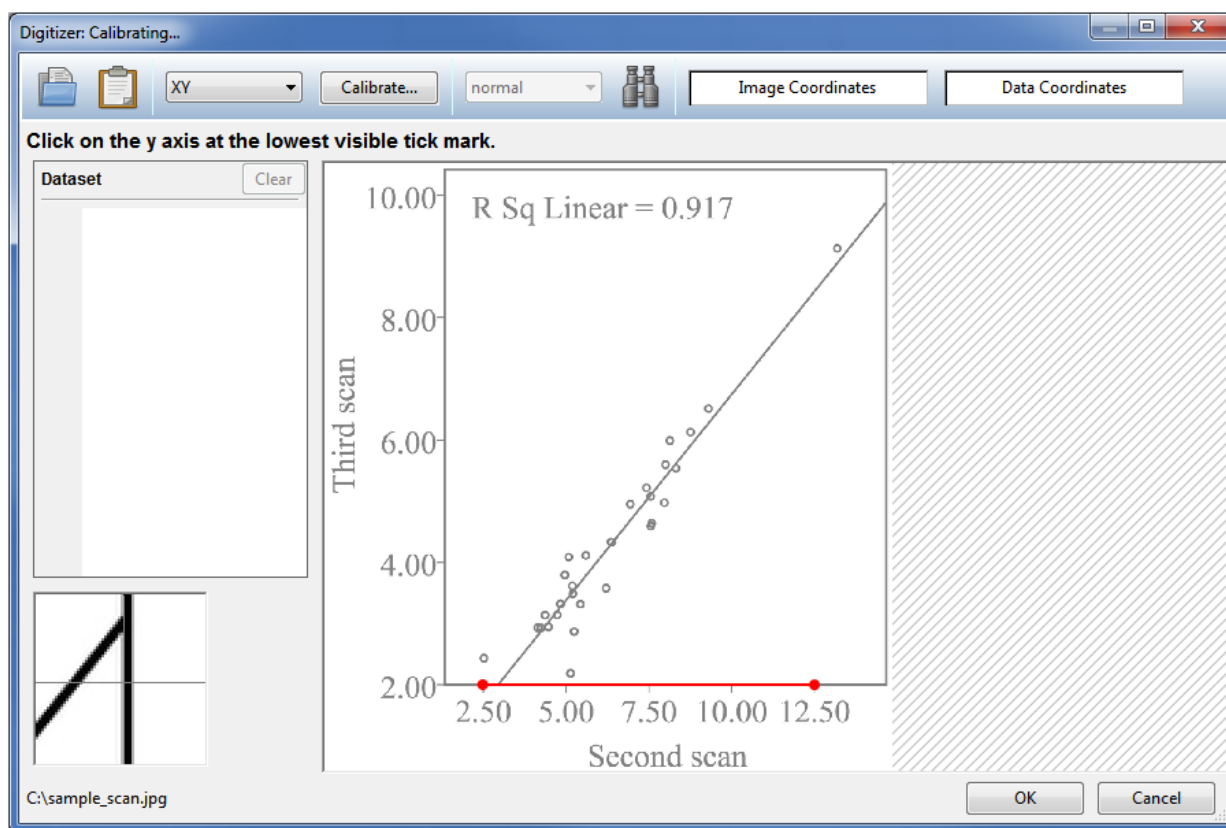 Digitizer: Calibrating...
XY
Calibrate...
normal
Image Coordinates
Data Coordinates
Click on the y axis at the lowest visible tick mark.
Dataset
Clear
R Sq Linear = 0.917
10.00
8.00
6.00
4.00
2.00
Third scan
2.50 5.00 7.50 10.00 12.50
Second scan
C:\sample_scan.jpg
OK
Cancel